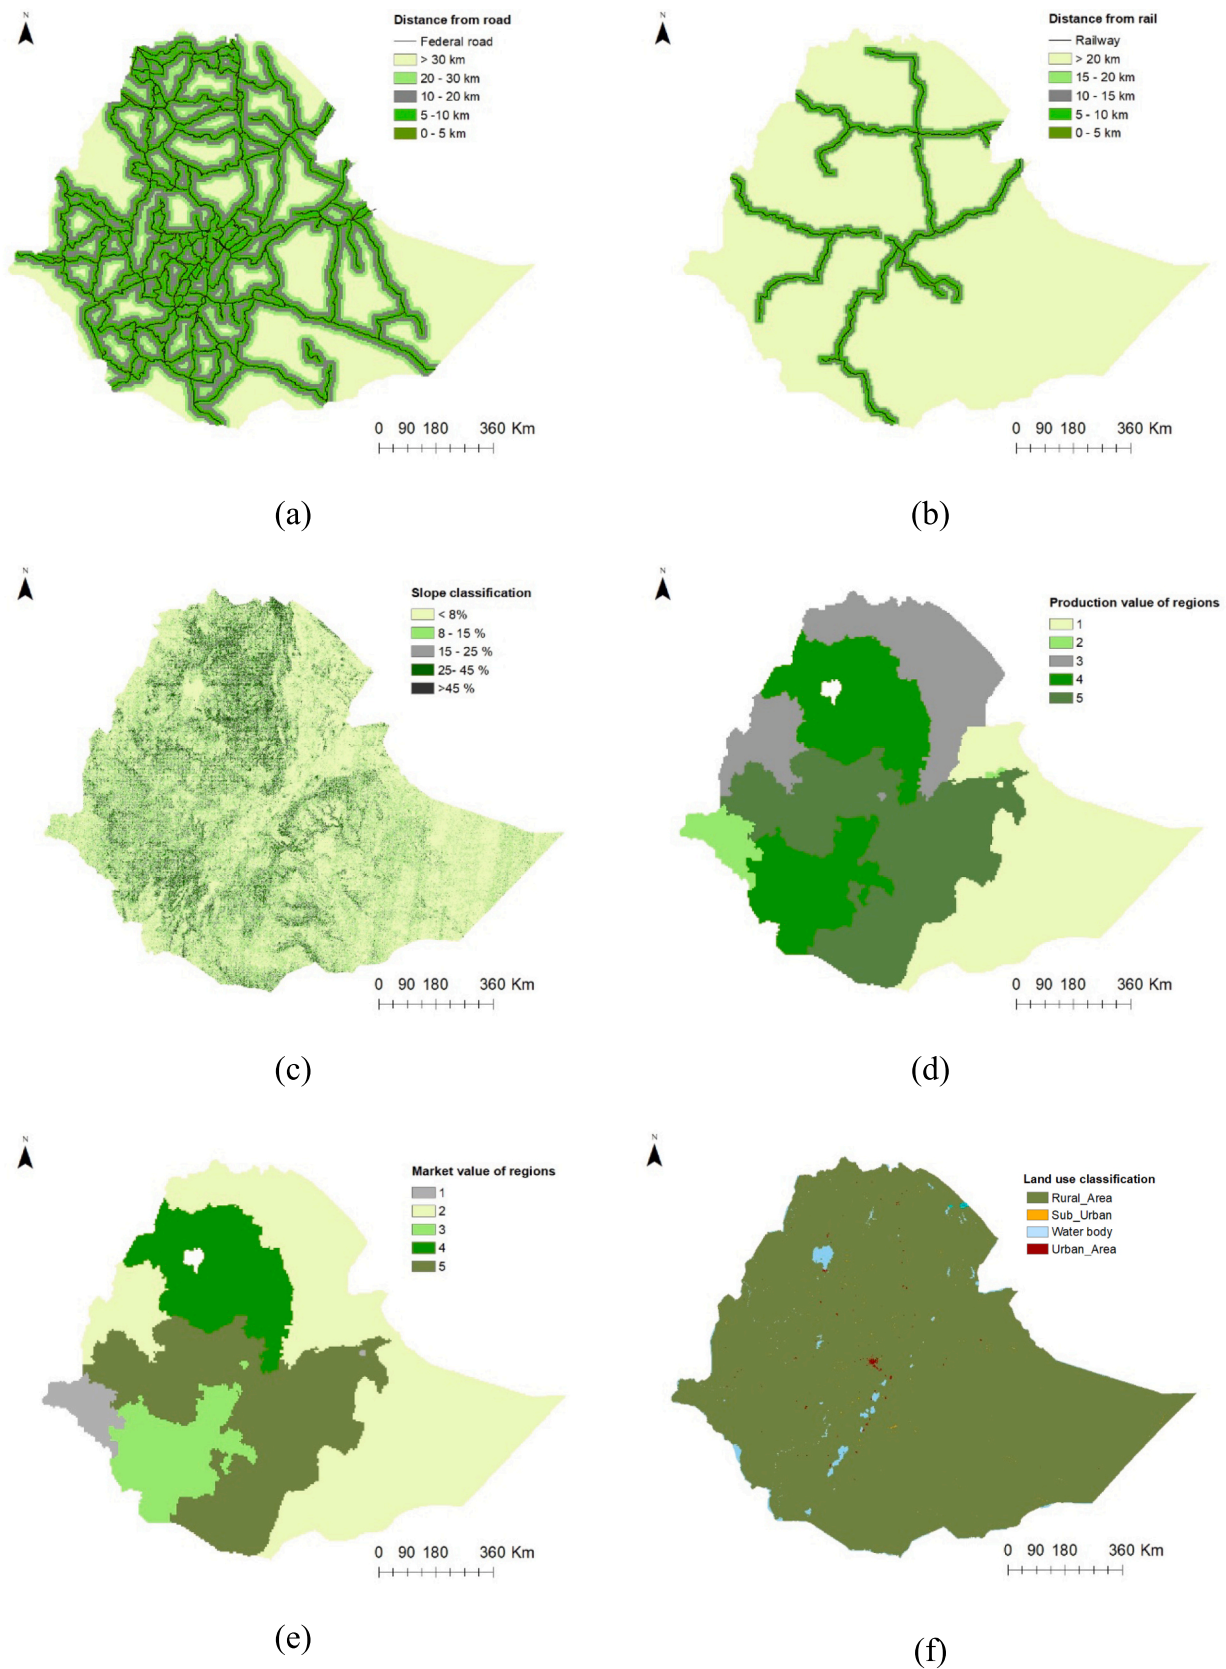 N
Distance from road
Federal road
> 30 km
20 - 30 km
10 - 20 km
5 -10 km
0 - 5 km
0 90 180 360 Km
(a)
N
Distance from rail
Railway
> 20 km
15 - 20 km
10 - 15 km
5 - 10 km
0 - 5 km
0 90 180 360 Km
(b)
N
Slope classification
< 8%
8 - 15 %
15 - 25 %
25- 45 %
>45 %
0 90 180 360 Km
(c)
N
Production value of regions
1
2
3
4
5
0 90 180 360 Km
(d)
N
Market value of regions
1
2
3
4
5
0 90 180 360 Km
(e)
N
Land use classification
Rural_Area
Sub_Urban
Water body
Urban_Area
0 90 180 360 Km
(f)